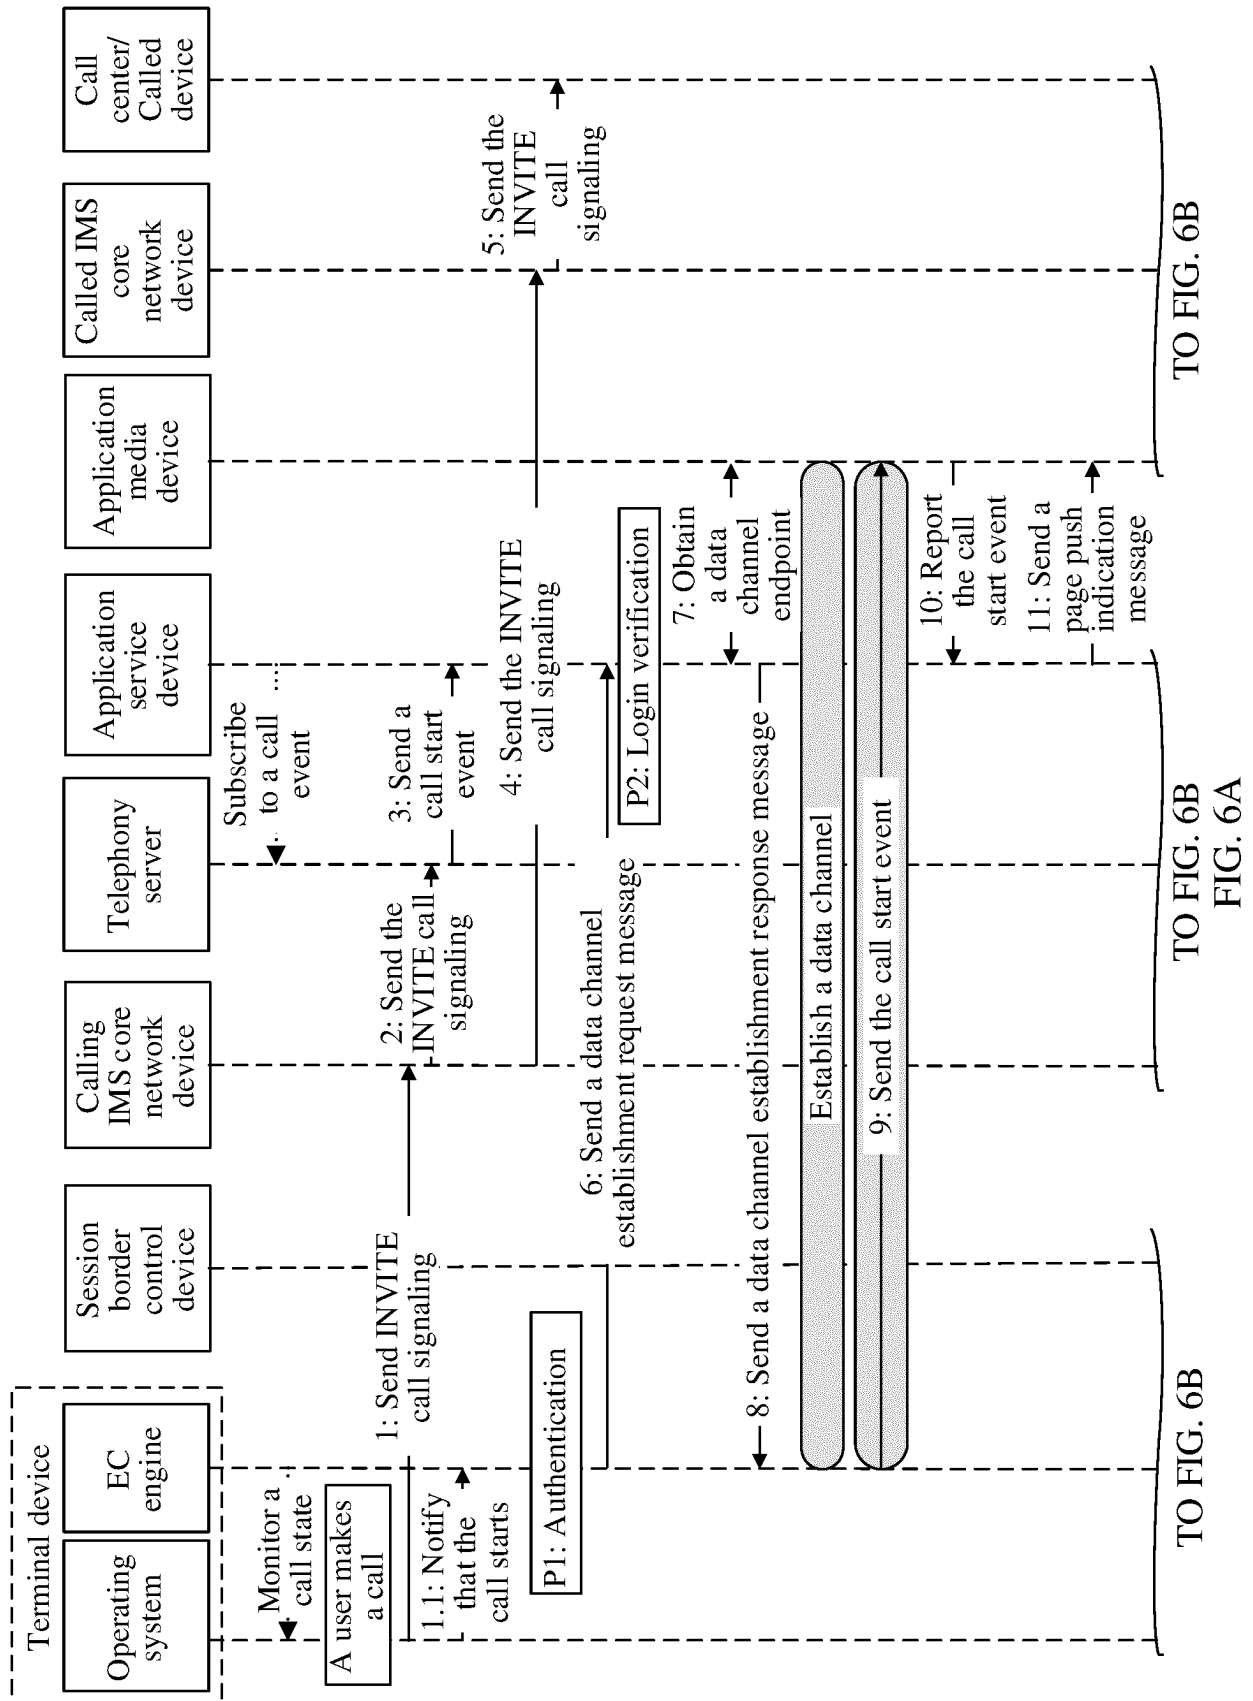 Terminal device
Operating
system
EC
engine
Session
border
control
device
Calling
IMS core
network
device
Telephony
server
Application
service
device
Application
media
device
Called IMS
core
network
device
Call
center/
Called
device
Monitor a
call state
Subscribe
to a call
event
A user makes
a call
1: Send INVITE
call signaling
1.1: Notify
that the
call starts
2: Send the
INVITE call
signaling
3: Send a
call start
event
4: Send the INVITE
call signaling
5: Send the
INVITE
call
signaling
P1: Authentication
6: Send a data channel
establishment request message
P2: Login verification
7: Obtain
a data
channel
endpoint
8: Send a data channel establishment response message
Establish a data channel
9: Send the call start event
10: Report
the call
start event
11: Send a
page push
indication
message
TO FIG. 6B
TO FIG. 6B
TO FIG. 6B
FIG. 6A